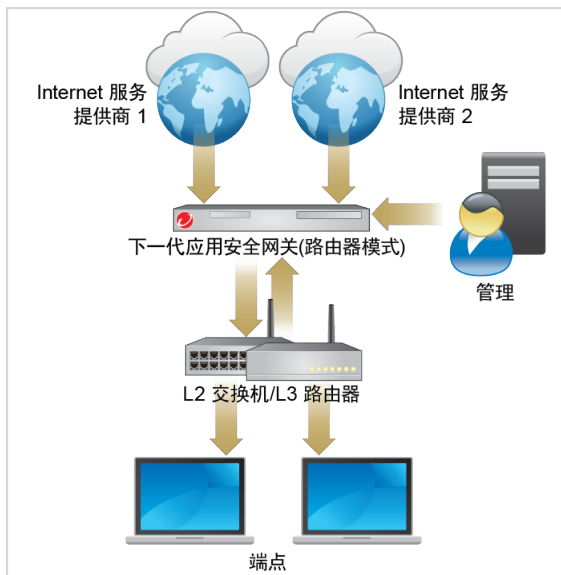 Internet 服务
提供商 1
Internet 服务
提供商 2
下一代应用安全网关(路由器模式)
管理
L2 交换机/L3 路由器
端点